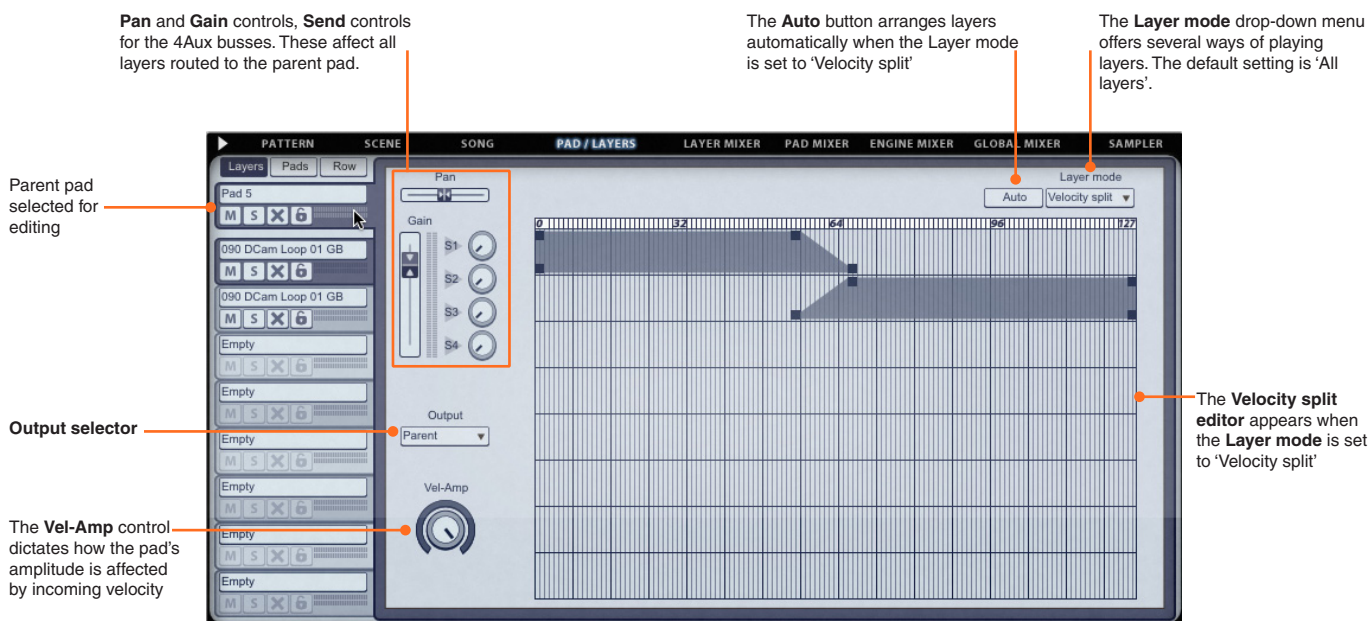 Pan and Gain controls, Send controls
for the 4Aux busses. These affect all
layers routed to the parent pad.
The Auto button arranges layers
automatically when the Layer mode
is set to ‘Velocity split’
The Layer mode drop-down menu
offers several ways of playing
layers. The default setting is ‘All
layers’.
PATTERN SCENE SONG PAD / LAYERS LAYER MIXER PAD MIXER ENGINE MIXER GLOBAL MIXER SAMPLER
Layers Pads Row
Parent pad
selected for
editing
Pad 5
M S
090 DCam Loop 01 GB
M S
090 DCam Loop 01 GB
M S
Empty
M S
Empty
M S
Empty
M S
Empty
M S
Empty
M S
Empty
M S
Pan
Gain
S1
S2
S3
S4
Output
Parent
Vel-Amp
Layer mode
Auto Velocity split
0 32 64 96 127
Output selector
The Vel-Amp control
dictates how the pad’s
amplitude is affected
by incoming velocity
The Velocity split
editor appears when
the Layer mode is set
to ‘Velocity split’